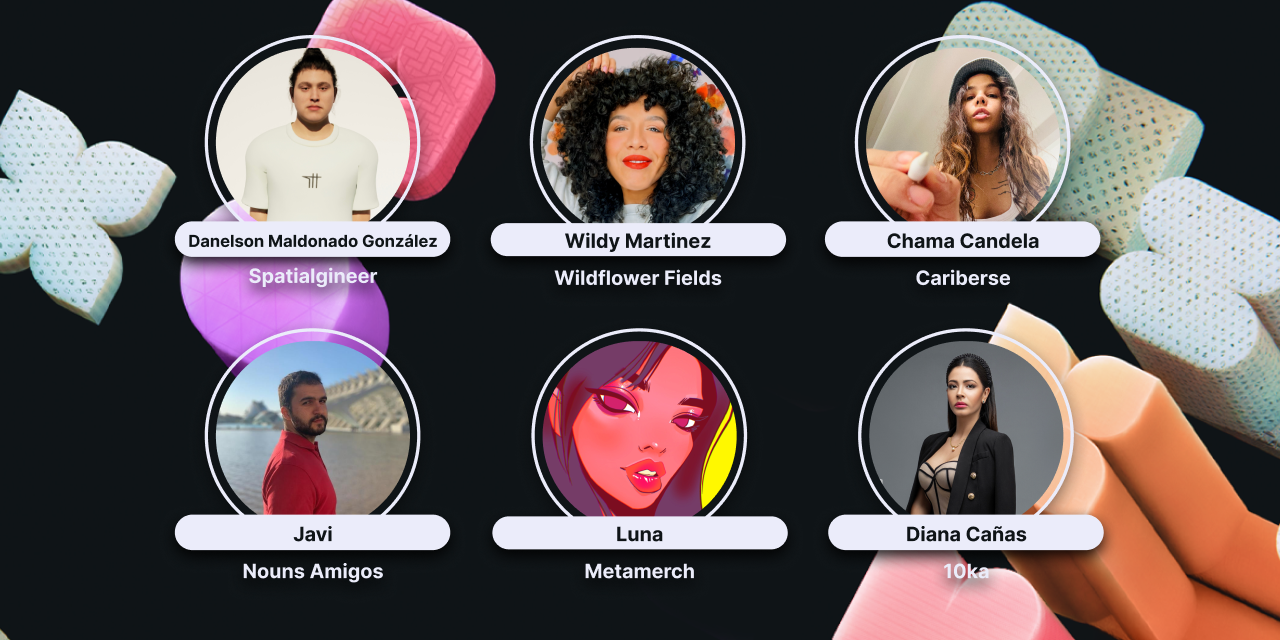 Danelson Maldonado González
Spatialgineer
Wildy Martinez
Wildflower Fields
Chama Candela
Cariberse
Javi
Nouns Amigos
Luna
Metamerch
Diana Cañas
10ka